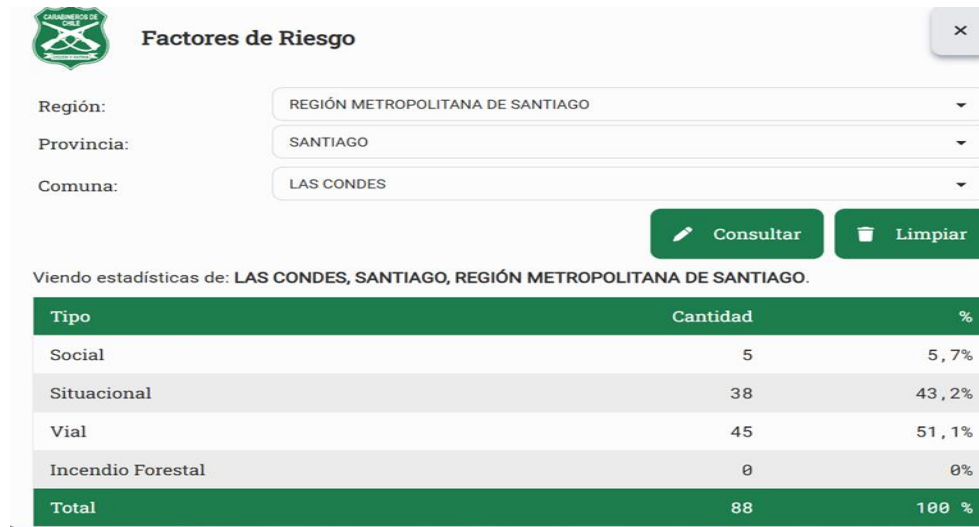 CARABINEROS DE
CHILE
Factores de Riesgo
×
Región: REGIÓN METROPOLITANA DE SANTIAGO
Provincia: SANTIAGO
Comuna: LAS CONDES
Consultar Limpiar
Viendo estadísticas de: LAS CONDES, SANTIAGO, REGIÓN METROPOLITANA DE SANTIAGO.
Tipo Cantidad %
Social 5 5,7%
Situacional 38 43,2%
Vial 45 51,1%
Incendio Forestal 0 0%
Total 88 100 %